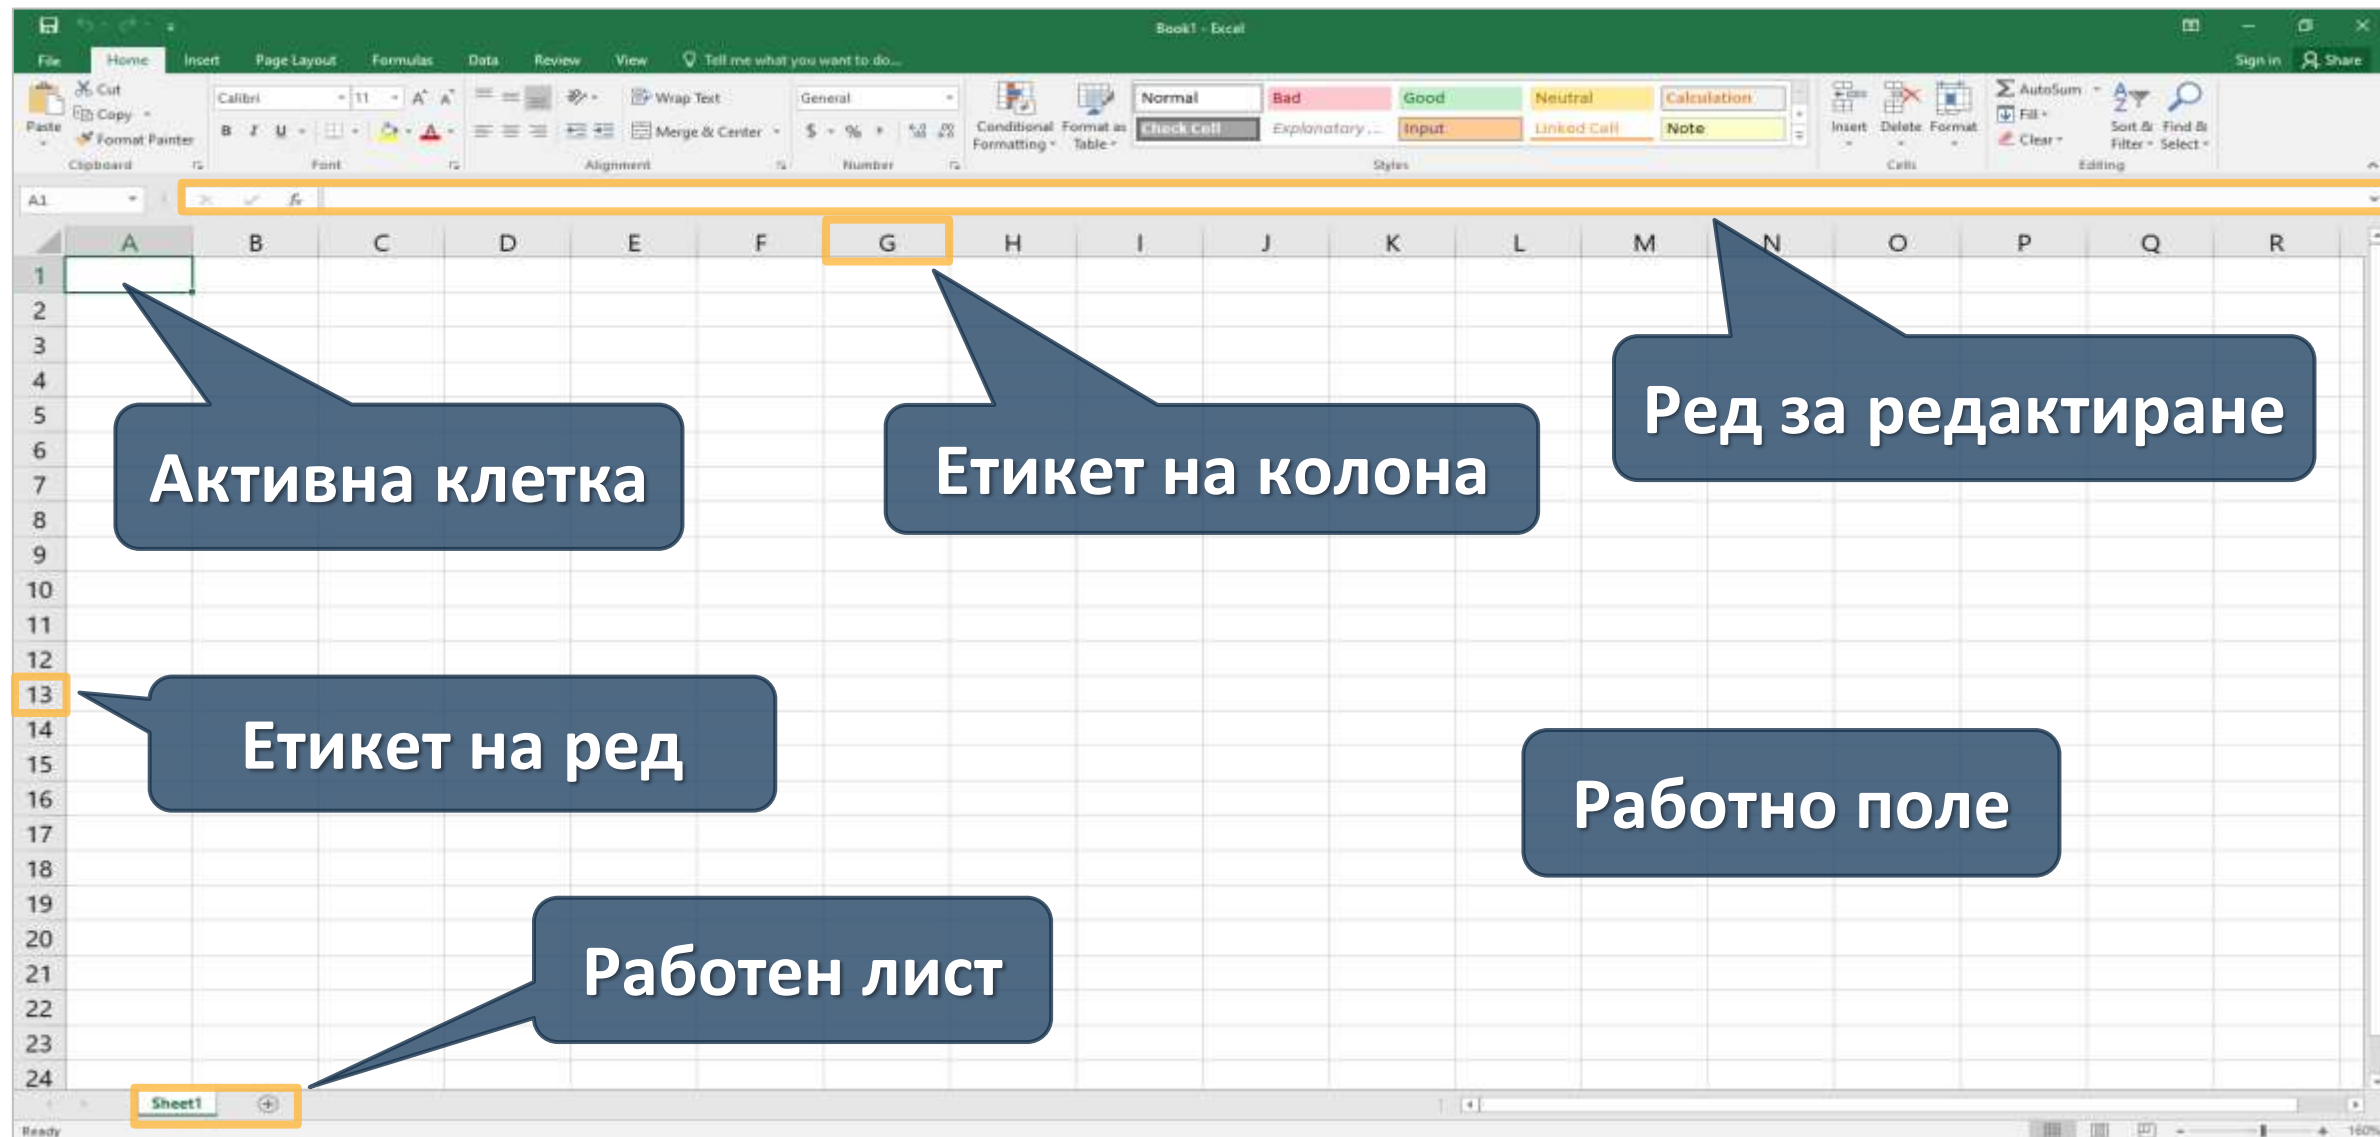 Book1 - Excel
File Home Insert Page Layout Formulas Data Review View Tell me what you want to do... Sign in Share
Cut Calibri 11 Wrap Text General Normal Bad Good Neutral Calculation AutoSum
Copy Fill
Paste Format Painter B I U Merge & Center $ % Conditional Formatting Format as Table Check Cell Explanatory ... Input Linked Cell Note Insert Delete Format Clear Sort & Filter Find & Select
Clipboard Font Alignment Number Styles Cells Editing
A1 fx
A B C D E F G H I J K L M N O P Q R
1
2
3
4
5
6
7
8
9
10
11
12
13
14
15
16
17
18
19
20
21
22
23
24
Ред за редактиране
Активна клетка
Етикет на колона
Етикет на ред
Работно поле
Работен лист
Sheet1
Ready 160%